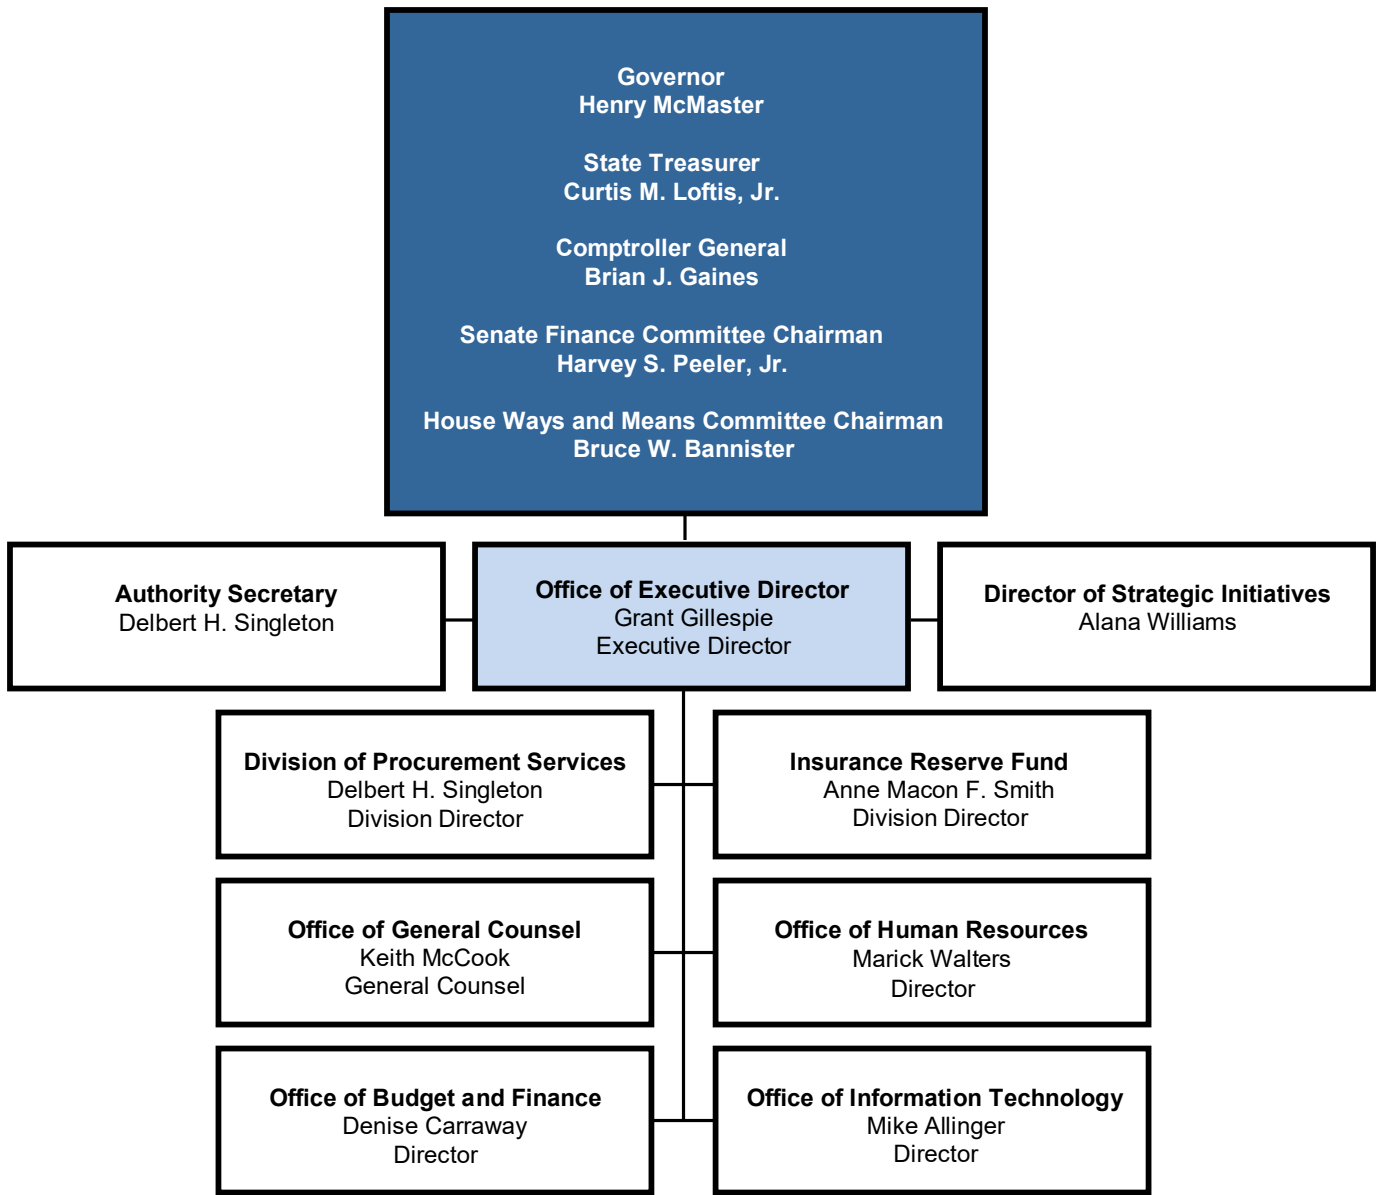 Governor
Henry McMaster
State Treasurer
Curtis M. Loftis, Jr.
Comptroller General
Brian J. Gaines
Senate Finance Committee Chairman
Harvey S. Peeler, Jr.
House Ways and Means Committee Chairman
Bruce W. Bannister
Authority Secretary
Delbert H. Singleton
Office of Executive Director
Grant Gillespie
Executive Director
Director of Strategic Initiatives
Alana Williams
Division of Procurement Services
Delbert H. Singleton
Division Director
Insurance Reserve Fund
Anne Macon F. Smith
Division Director
Office of General Counsel
Keith McCook
General Counsel
Office of Human Resources
Marick Walters
Director
Office of Budget and Finance
Denise Carraway
Director
Office of Information Technology
Mike Allinger
Director